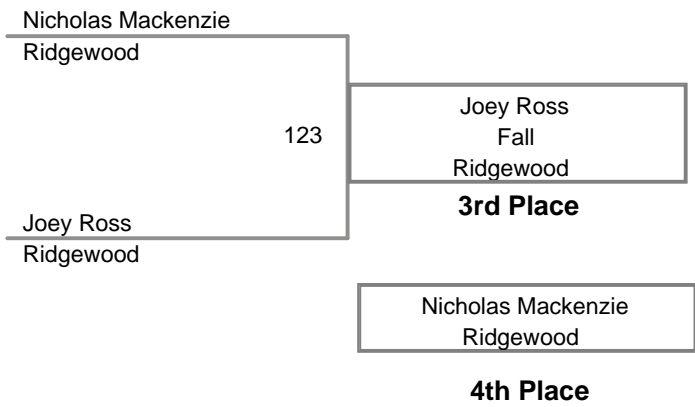 Nicholas Mackenzie
Ridgewood
123
Joey Ross
Fall
Ridgewood
3rd Place
Joey Ross
Ridgewood
Nicholas Mackenzie
Ridgewood
4th Place